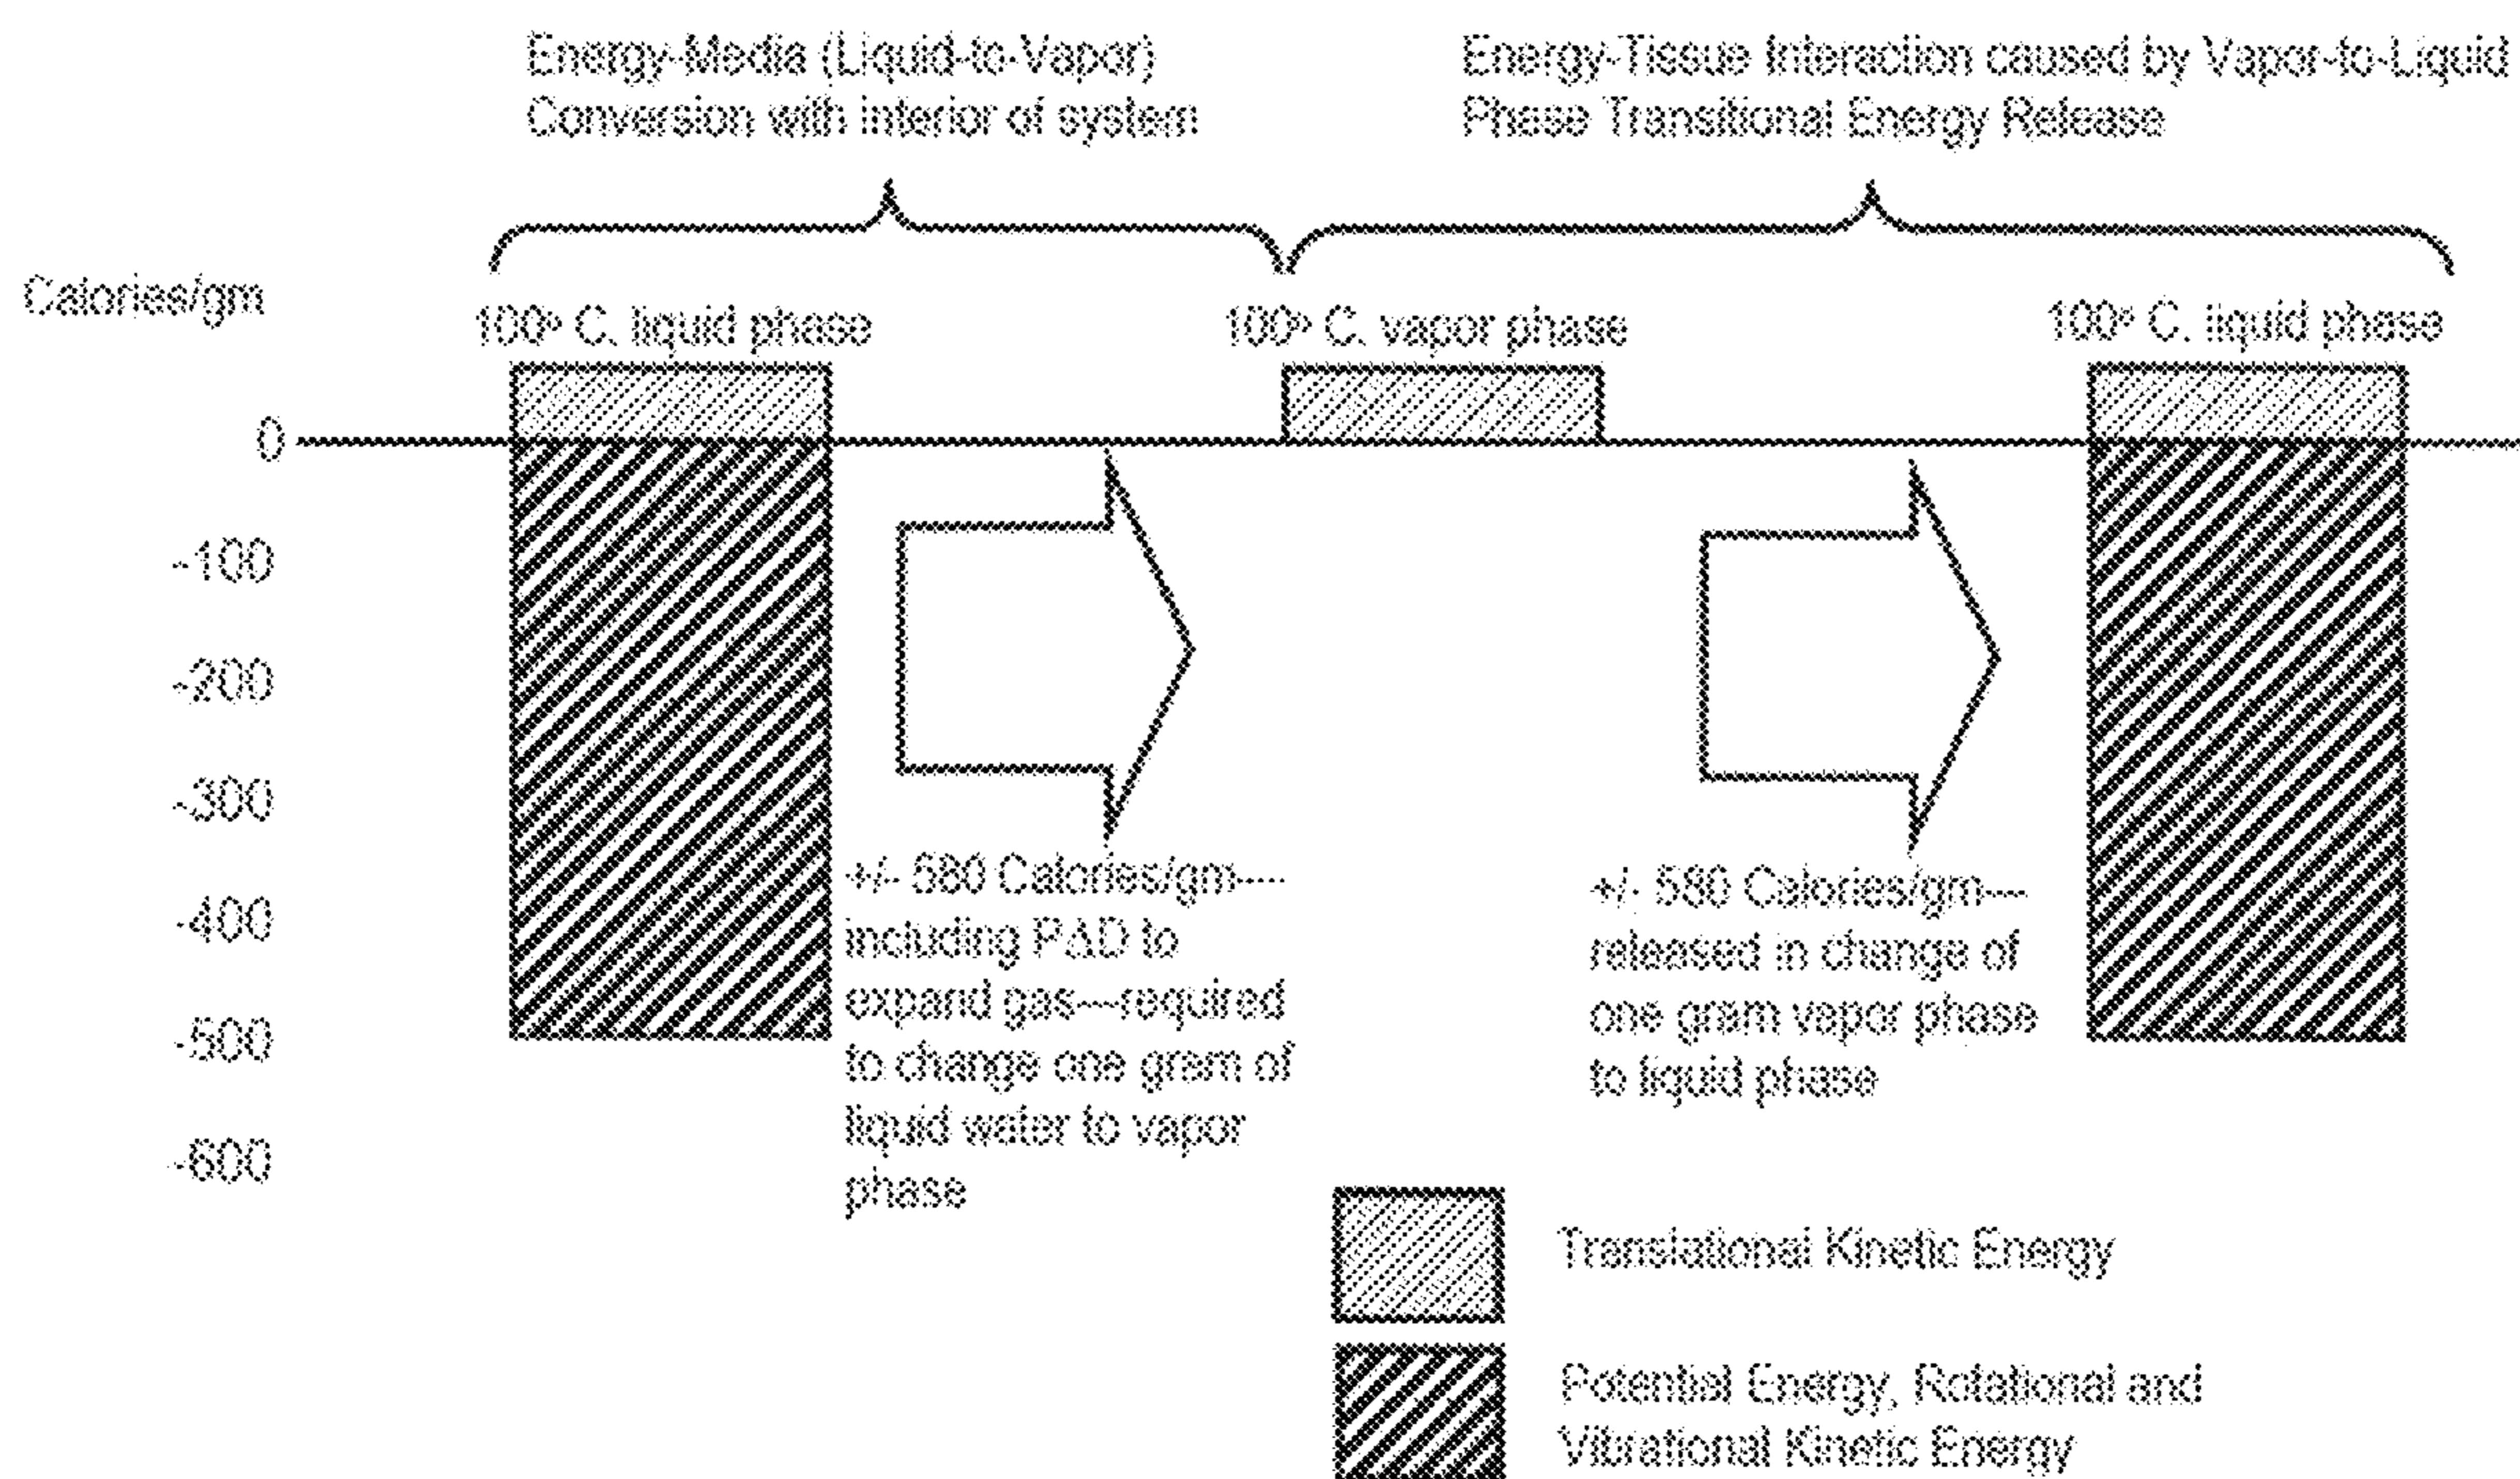 Energy-Media (Liquid-to-Vapor)
Conversion with interior of system
Energy-Tissue Interaction caused by Vapor-to-Liquid
Phase Transitional Energy Release
Calories/gm
100º C. liquid phase
100º C. vapor phase
100º C. liquid phase
0
-100
-200
-300
-400
-500
-600
+/- 580 Calories/gm—
including PΔD to
expand gas—required
to change one gram of
liquid water to vapor
phase
+/- 580 Calories/gm—
released in change of
one gram vapor phase
to liquid phase
Translational Kinetic Energy
Potential Energy, Rotational and
Vibrational Kinetic Energy